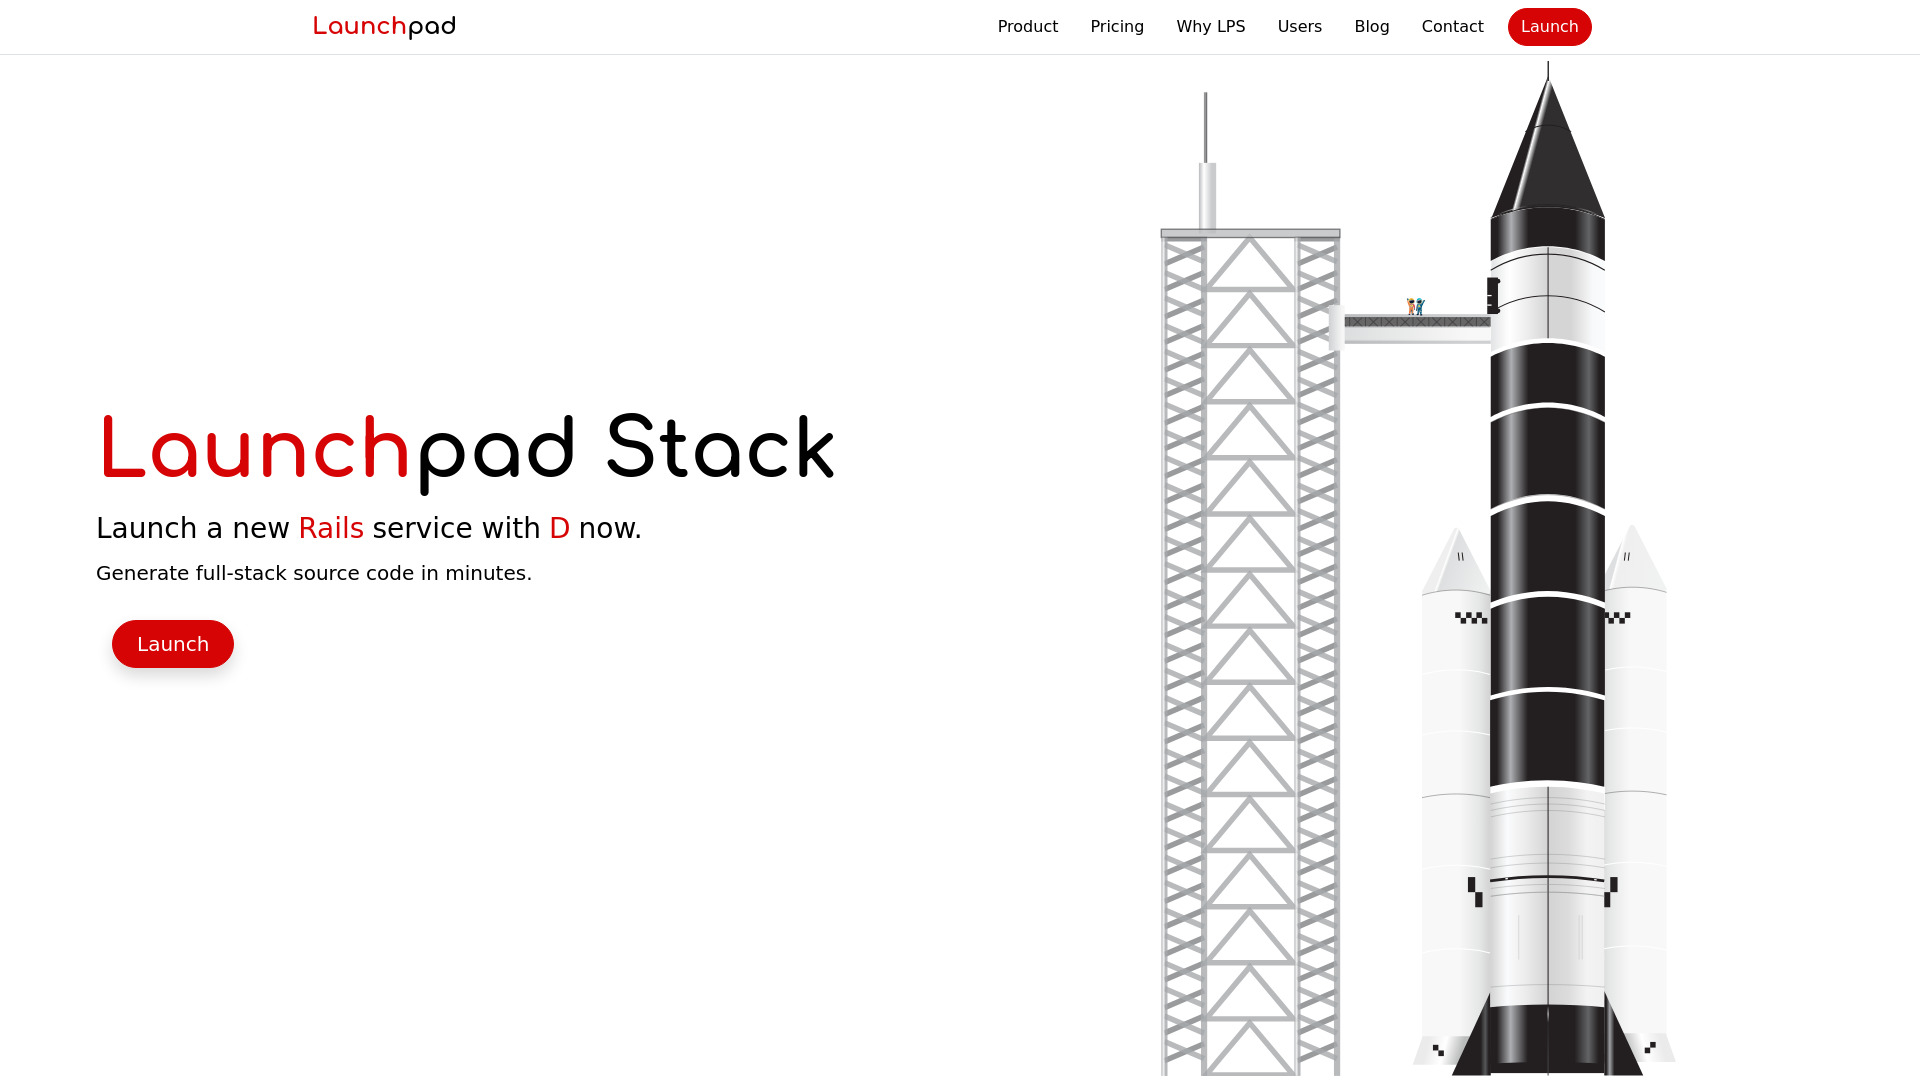 Launchpad
Product Pricing Why LPS Users Blog Contact Launch
Launchpad Stack
Launch a new Rails service with D now.
Generate full-stack source code in minutes.
Launch